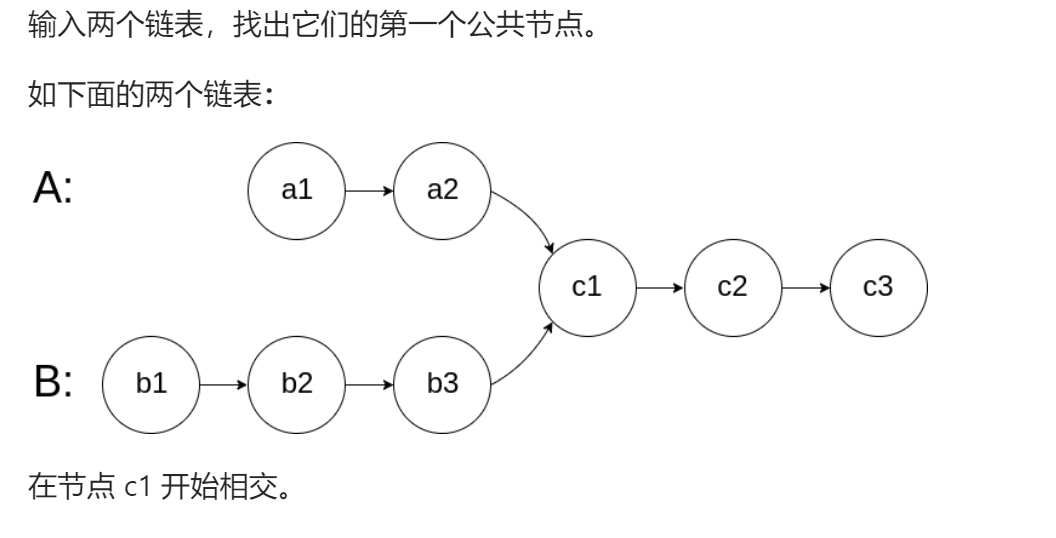 输入两个链表，找出它们的第一个公共节点。
如下面的两个链表：
A:
a1
a2
c1
c2
c3
B:
b1
b2
b3
在节点 c1 开始相交。